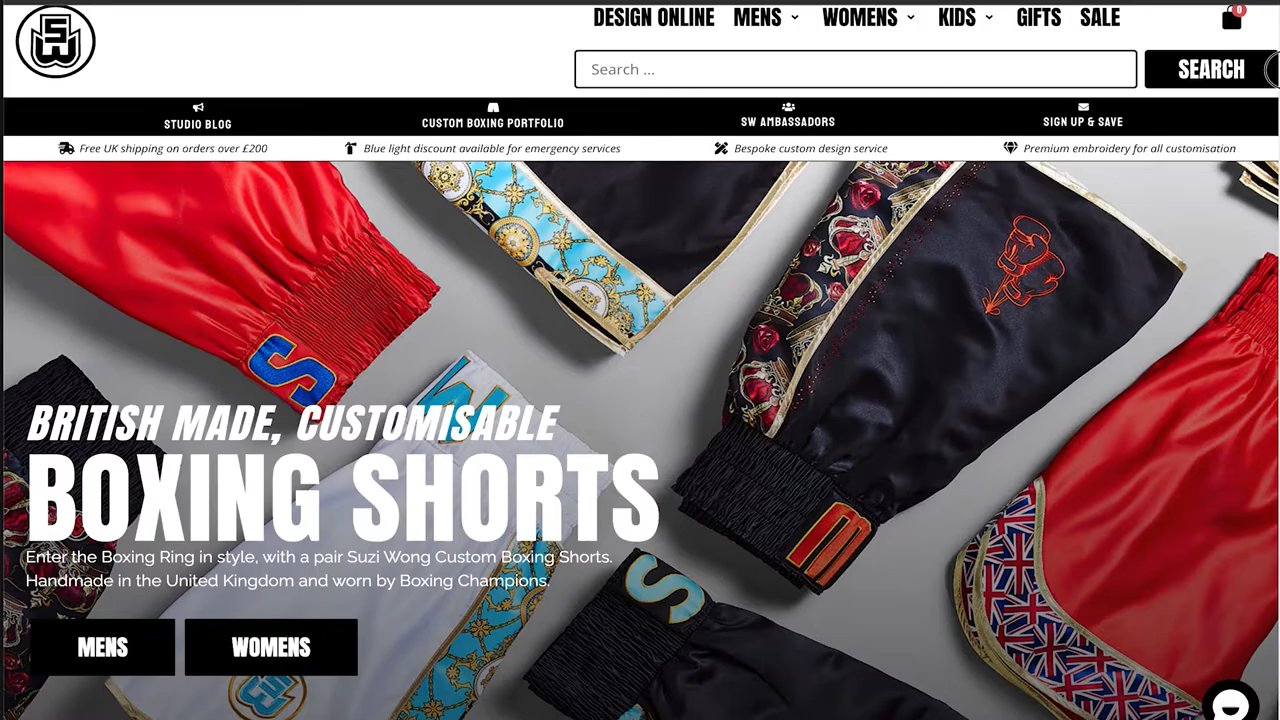 SW
DESIGN ONLINE MENS WOMENS KIDS GIFTS SALE
0
Search ...
SEARCH
STUDIO BLOG
CUSTOM BOXING PORTFOLIO
SW AMBASSADORS
SIGN UP & SAVE
Free UK shipping on orders over £200
Blue light discount available for emergency services
Bespoke custom design service
Premium embroidery for all customisation
S
W
BRITISH MADE, CUSTOMISABLE
BOXING SHORTS
Enter the Boxing Ring in style, with a pair Suzi Wong Custom Boxing Shorts.
Handmade in the United Kingdom and worn by Boxing Champions.
S
MENS
WOMENS
SW